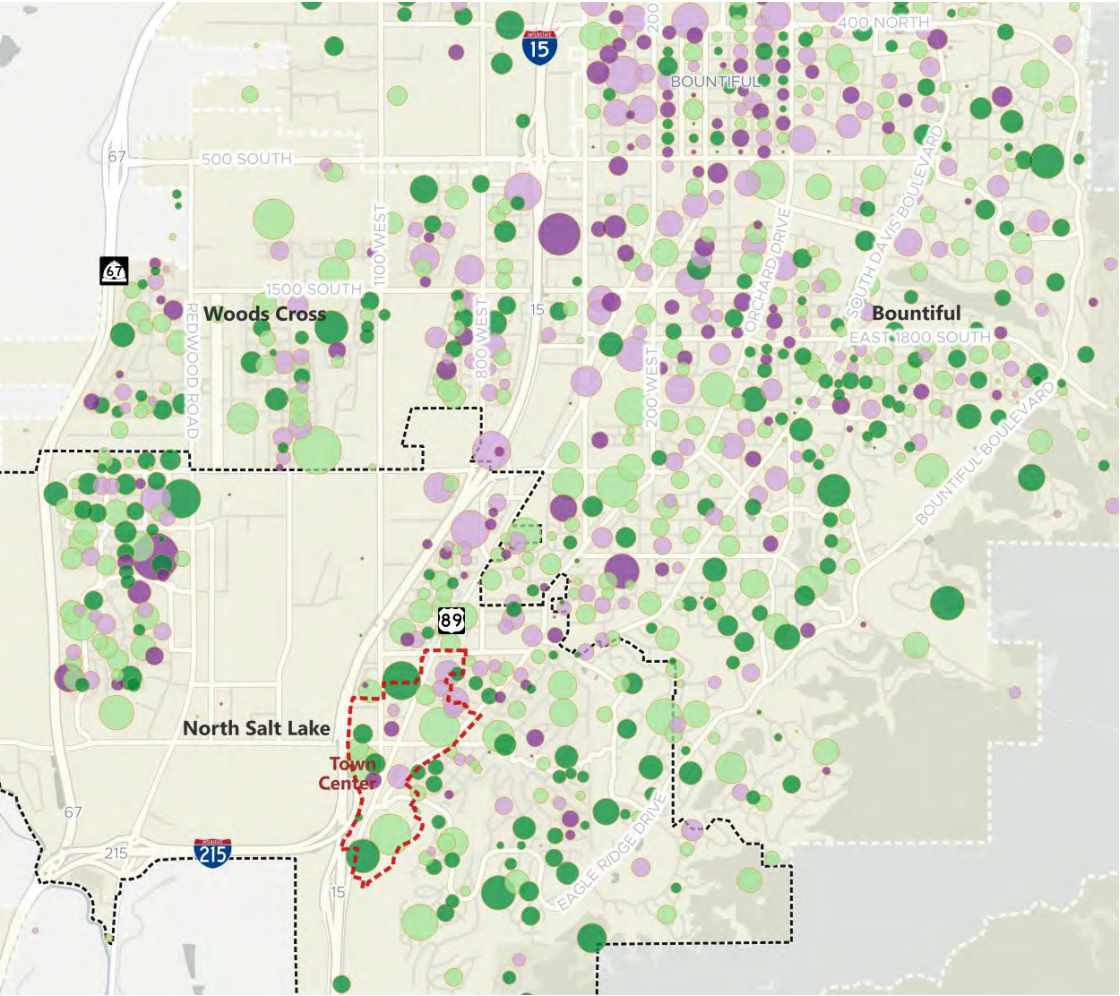 200
400 NORTH
INTERSTATE
15
BOUNTIFUL
67
500 SOUTH
SOUTH DAVIS BOULEVARD
1100 WEST
ORCHARD DRIVE
67
1500 SOUTH
REDWOOD ROAD
Woods Cross
800 WEST
15
Bountiful
EAST 1800 SOUTH
200 WEST
BOUNTIFUL BOULEVARD
89
North Salt Lake
Town
Center
67
215
INTERSTATE
215
15
EAGLE RIDGE DRIVE